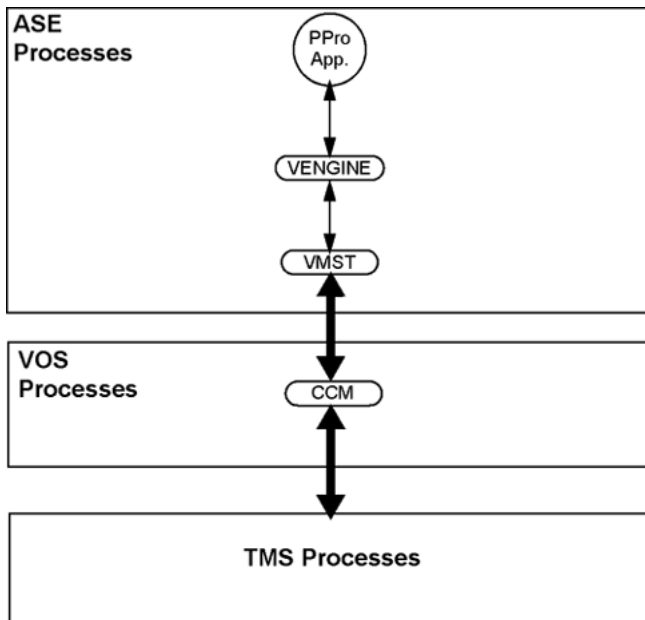 ASE
Processes
PPro
App.
VENGINE
VMST
VOS
Processes
CCM
TMS Processes